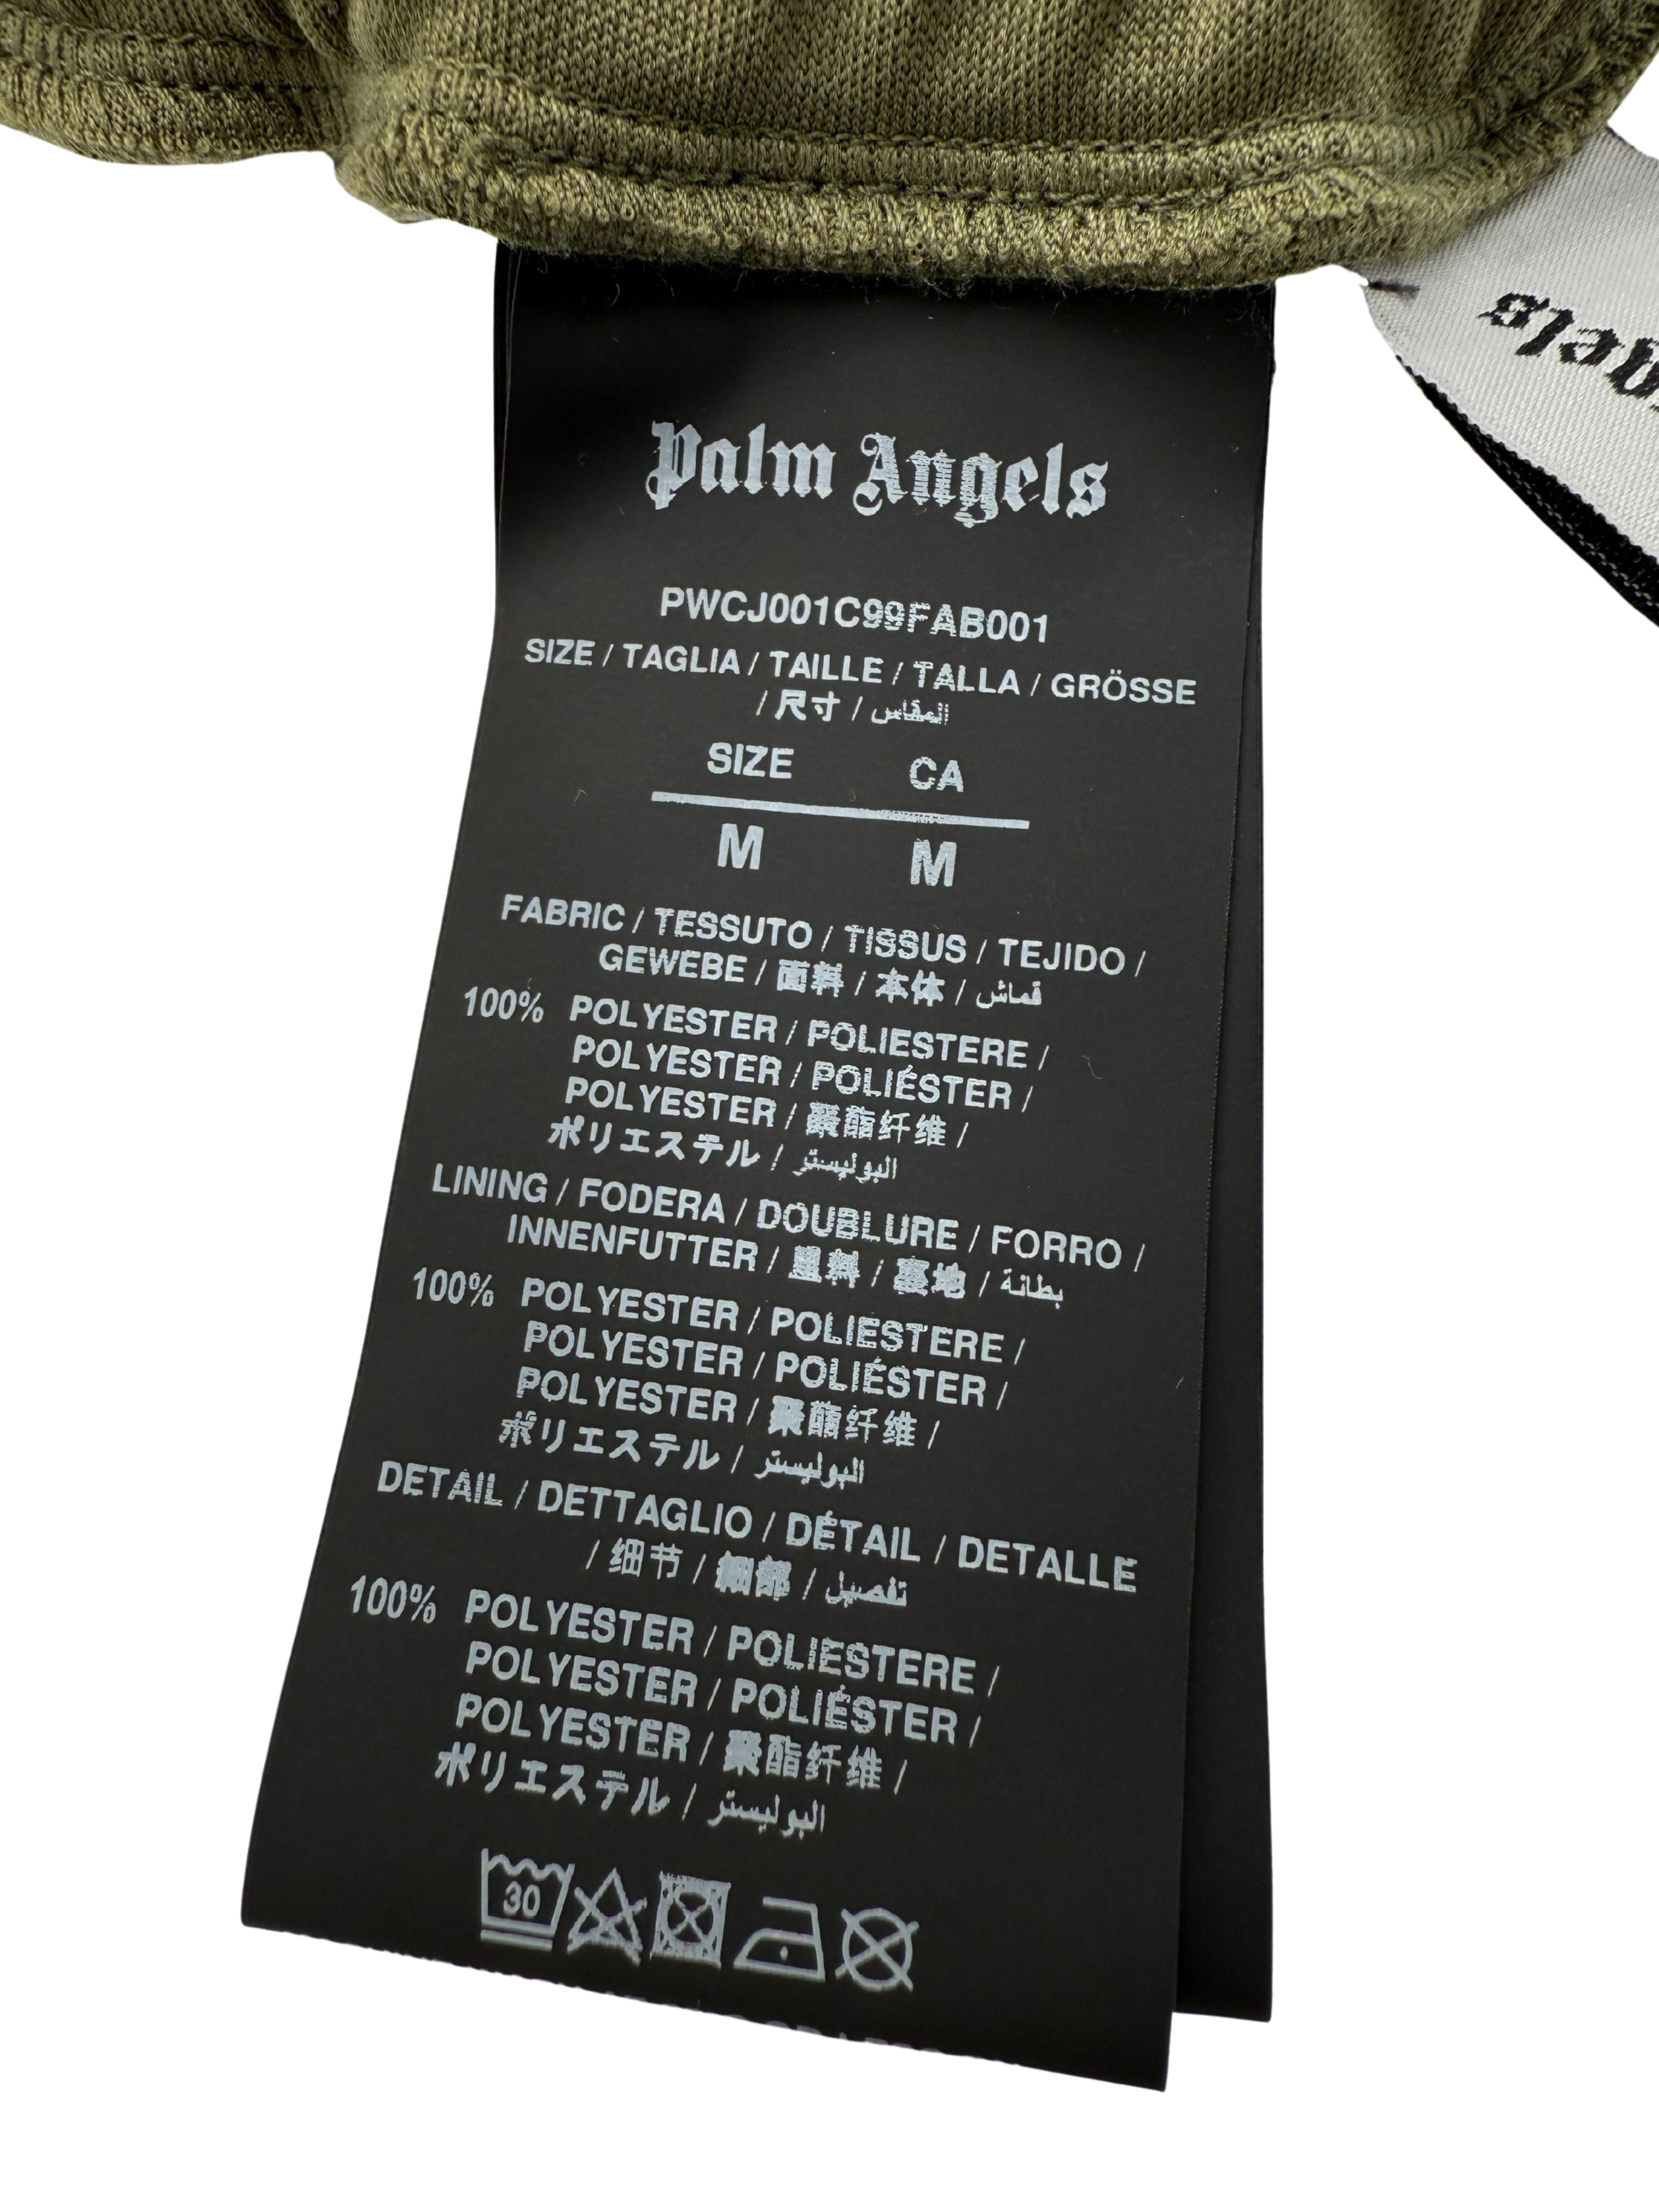 Palm Angels
PWCJ001C99FAB001
SIZE / TAGLIA / TAILLE / TALLA / GRÖSSE
/ 尺寸 / المقاس
SIZE CA
M M
FABRIC / TESSUTO / TISSUS / TEJIDO /
GEWEBE / 面料 / 本体 / قماش
100% POLYESTER / POLIESTERE /
POLYESTER / POLIÉSTER /
POLYESTER / 聚酯纤维 /
ポリエステル / البوليستر
LINING / FODERA / DOUBLURE / FORRO /
INNENFUTTER / 里料 / 裏地 / بطانة
100% POLYESTER / POLIESTERE /
POLYESTER / POLIÉSTER /
POLYESTER / 聚酯纤维 /
ポリエステル / البوليستر
DETAIL / DETTAGLIO / DÉTAIL / DETALLE
/ 细节 / 細部 / تفصيل
100% POLYESTER / POLIESTERE /
POLYESTER / POLIÉSTER /
POLYESTER / 聚酯纤维 /
ポリエステル / البوليستر
30
gels